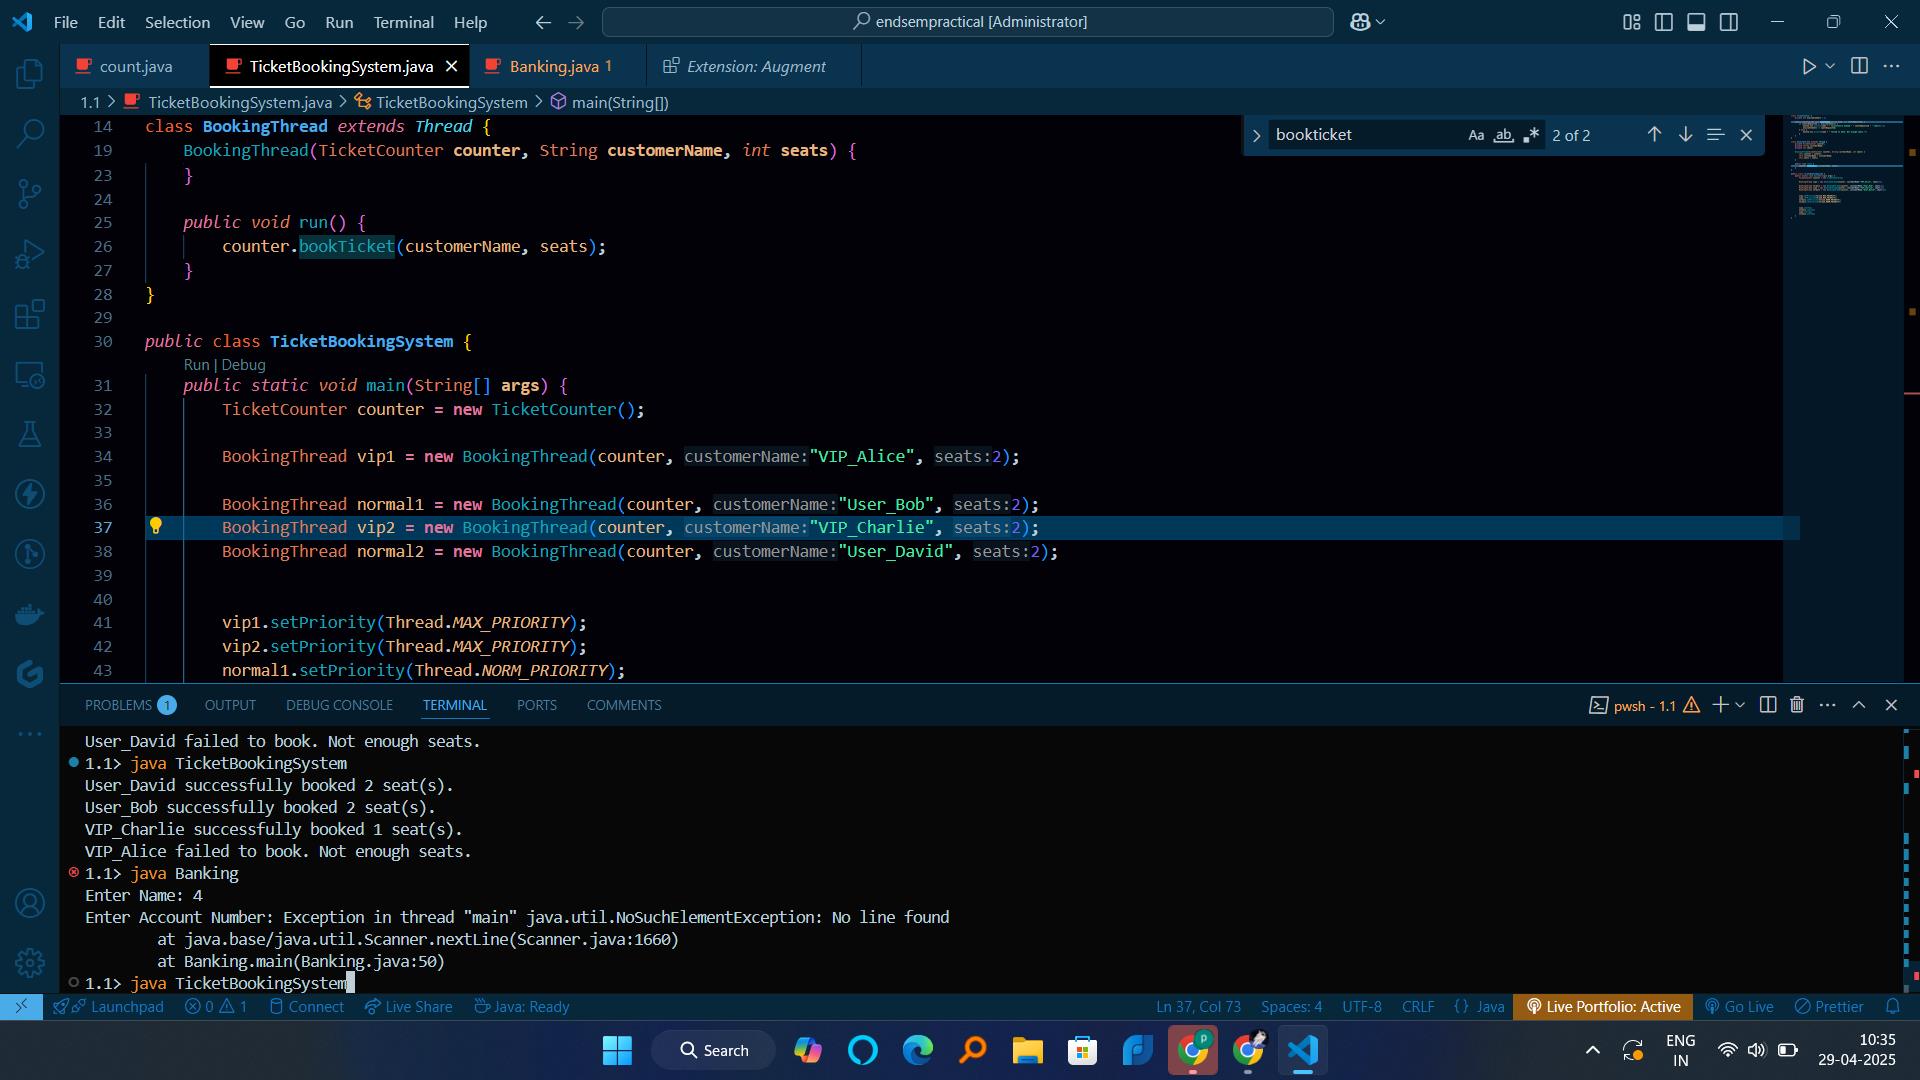 File Edit Selection View Go Run Terminal Help
endsempractical [Administrator]
count.java
TicketBookingSystem.java
Banking.java 1
Extension: Augment
1.1 > TicketBookingSystem.java > TicketBookingSystem > main(String[])
bookticket
Aa ab 2 of 2
14 class BookingThread extends Thread {
19 BookingThread(TicketCounter counter, String customerName, int seats) {
23 }
24
25 public void run() {
26 counter.bookTicket(customerName, seats);
27 }
28 }
29
30 public class TicketBookingSystem {
Run | Debug
31 public static void main(String[] args) {
32 TicketCounter counter = new TicketCounter();
33
34 BookingThread vip1 = new BookingThread(counter, customerName:"VIP_Alice", seats:2);
35
36 BookingThread normal1 = new BookingThread(counter, customerName:"User_Bob", seats:2);
37 BookingThread vip2 = new BookingThread(counter, customerName:"VIP_Charlie", seats:2);
38 BookingThread normal2 = new BookingThread(counter, customerName:"User_David", seats:2);
39
40
41 vip1.setPriority(Thread.MAX_PRIORITY);
42 vip2.setPriority(Thread.MAX_PRIORITY);
43 normal1.setPriority(Thread.NORM_PRIORITY);
PROBLEMS 1 OUTPUT DEBUG CONSOLE TERMINAL PORTS COMMENTS
pwsh - 1.1
User_David failed to book. Not enough seats.
1.1> java TicketBookingSystem
User_David successfully booked 2 seat(s).
User_Bob successfully booked 2 seat(s).
VIP_Charlie successfully booked 1 seat(s).
VIP_Alice failed to book. Not enough seats.
1.1> java Banking
Enter Name: 4
Enter Account Number: Exception in thread "main" java.util.NoSuchElementException: No line found
at java.base/java.util.Scanner.nextLine(Scanner.java:1660)
at Banking.main(Banking.java:50)
1.1> java TicketBookingSystem
Launchpad 0 1 Connect Live Share Java: Ready
Ln 37, Col 73 Spaces: 4 UTF-8 CRLF {} Java Live Portfolio: Active Go Live Prettier
Search
ENG
IN
10:35
29-04-2025